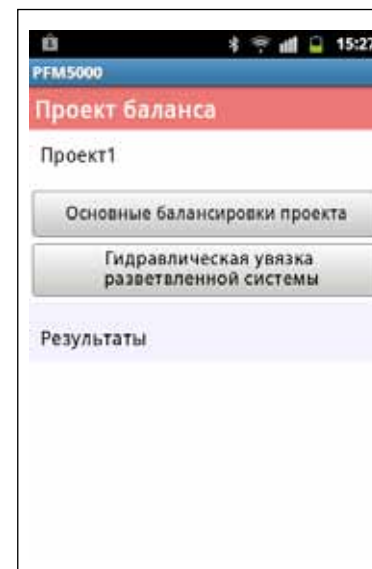 15:27
PFM5000
Проект баланса
Проект1
Основные балансировки проекта
Гидравлическая увязка
разветвленной системы
Результаты